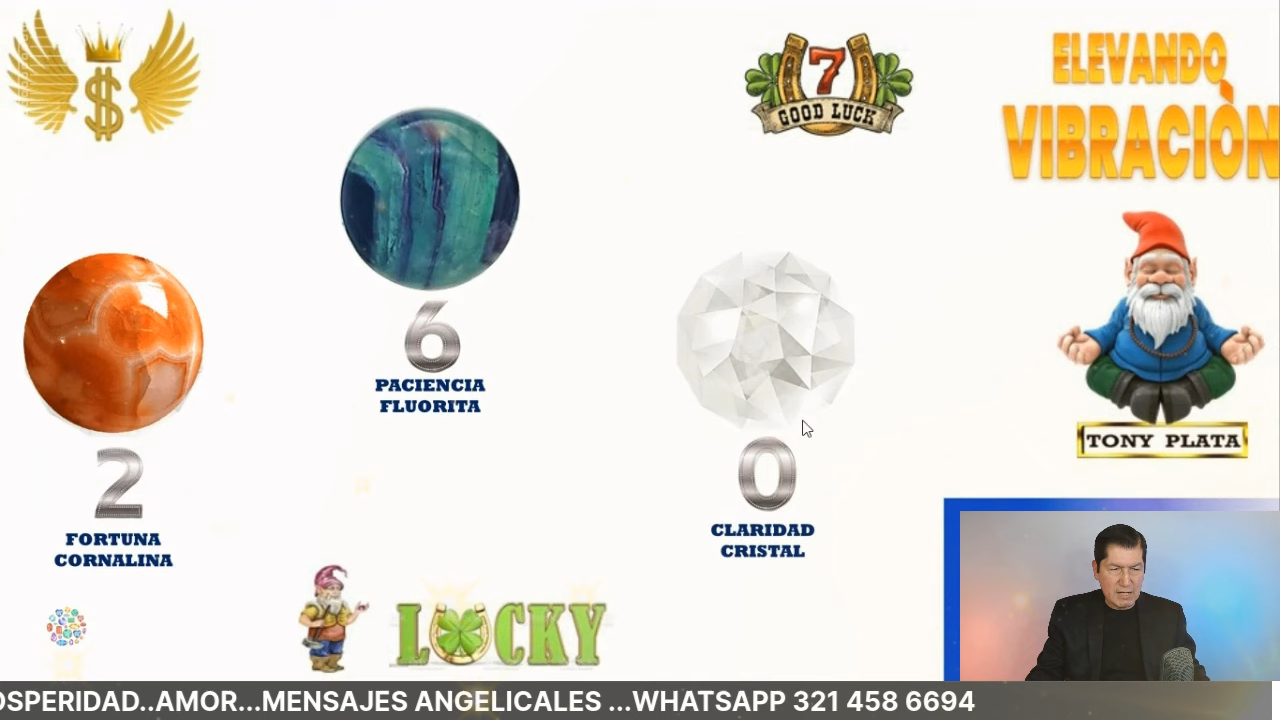 7
GOOD LUCK
ELEVANDO
VIBRACIÒN
6
PACIENCIA
FLUORITA
2
FORTUNA
CORNALINA
0
CLARIDAD
CRISTAL
TONY PLATA
LUCKY
OSPERIDAD..AMOR...MENSAJES ANGELICALES ...WHATSAPP 321 458 6694